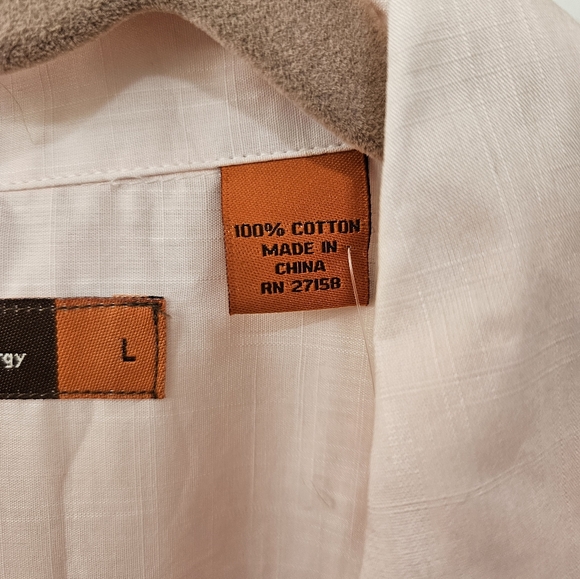 100% COTTON
MADE IN
CHINA
RN 27158
rgy
L